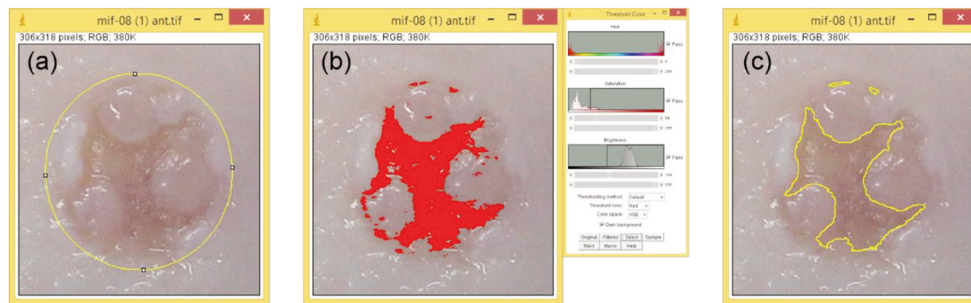 mif-08 (1) ant.tif
306x318 pixels; RGB; 380K
(a)
mif-08 (1) ant.tif
306x318 pixels; RGB; 380K
(b)
Threshold Color
Hue
Pass
Saturation
Pass
255
Brightness
Pass
255
Thresholding method: Default
Threshold color: Red
Color space: HSB
Dark background
Original Filtered Select Sample
Stack Macro Help
mif-08 (1) ant.tif
306x318 pixels; RGB; 380K
(c)